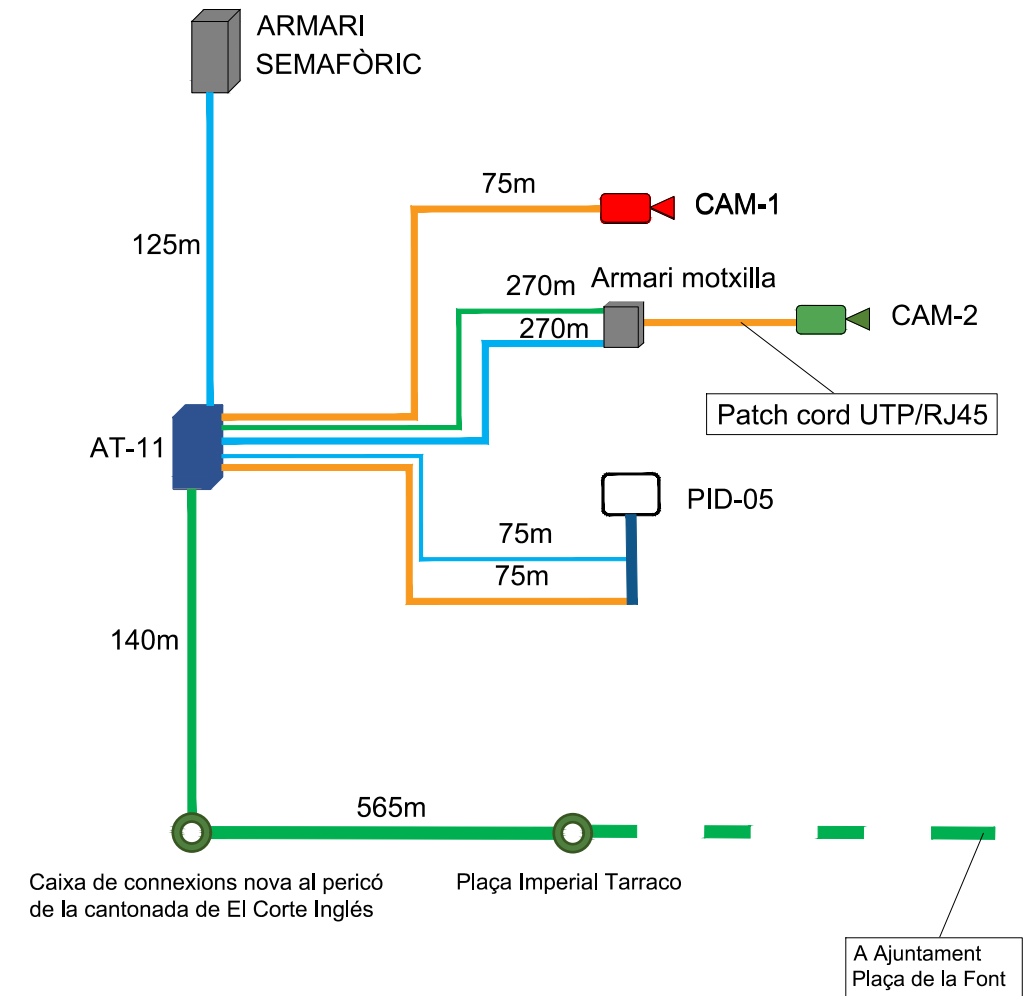 ARMARI
SEMAFÒRIC
75m
CAM-1
125m
Armari motxilla
270m
270m
CAM-2
Patch cord UTP/RJ45
AT-11
PID-05
75m
75m
140m
565m
Caixa de connexions nova al pericó
de la cantonada de El Corte Inglés
Plaça Imperial Tarraco
A Ajuntament
Plaça de la Font